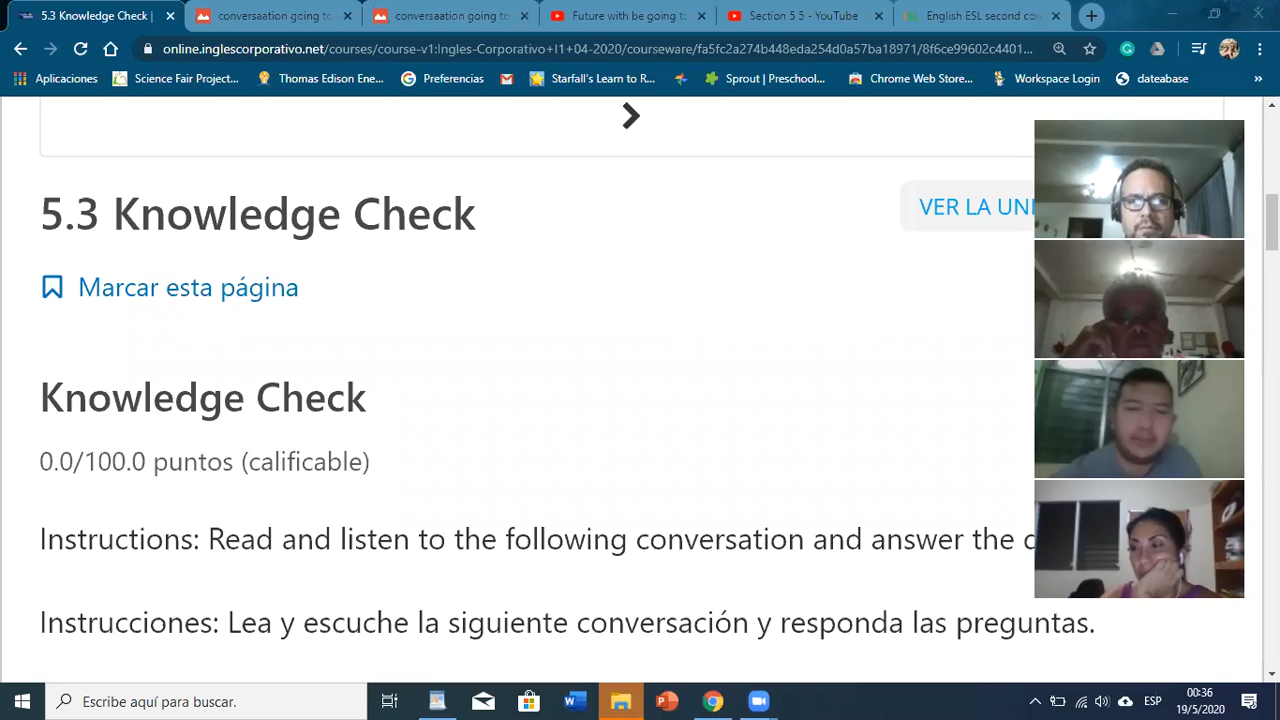 5.3 Knowledge Check |
conversaation going to
conversaation going to
Future with be going to
Section 5 5 - YouTube
English ESL second con
online.inglescorporativo.net/courses/course-v1:Ingles-Corporativo+I1+04-2020/courseware/fa5fc2a274b448eda254d0a57ba18971/8f6ce99602c4401...
Aplicaciones
Science Fair Project...
Thomas Edison Ene...
Preferencias
Starfall's Learn to R...
Sprout | Preschool...
Chrome Web Store...
Workspace Login
dateabase
»
5.3 Knowledge Check
VER LA UNI
Marcar esta página
Knowledge Check
0.0/100.0 puntos (calificable)
Instructions: Read and listen to the following conversation and answer the
Instrucciones: Lea y escuche la siguiente conversación y responda las preguntas.
Escribe aquí para buscar.
ESP
00:36
19/5/2020